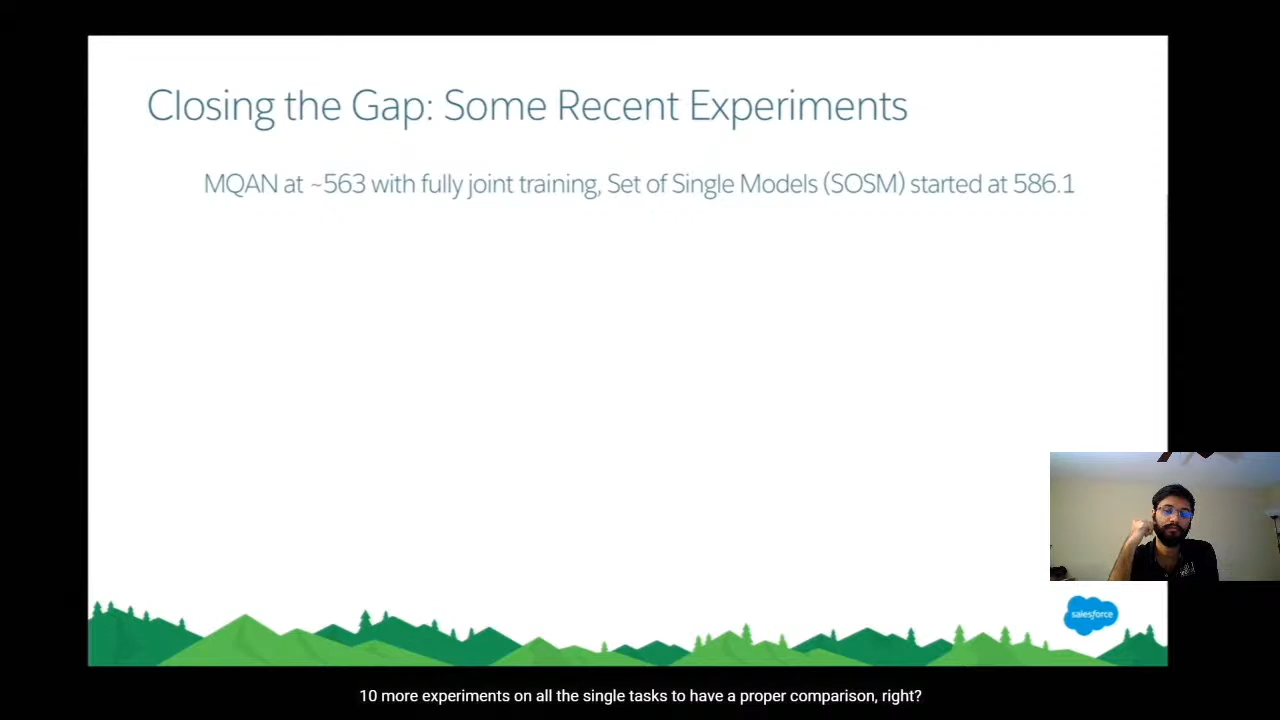 Closing the Gap: Some Recent Experiments
MQAN at ~563 with fully joint training, Set of Single Models (SOSM) started at 586.1
salesforce
10 more experiments on all the single tasks to have a proper comparison, right?